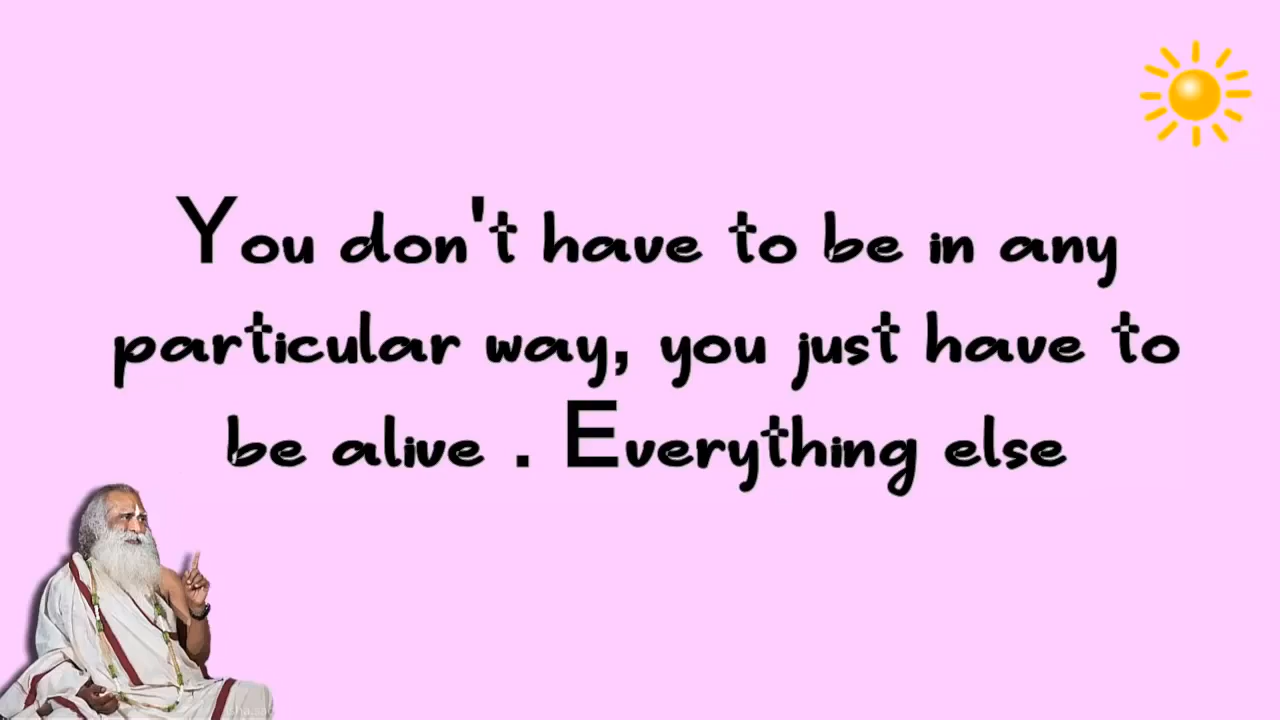 You don't have to be in any
particular way, you just have to
be alive . Everything else